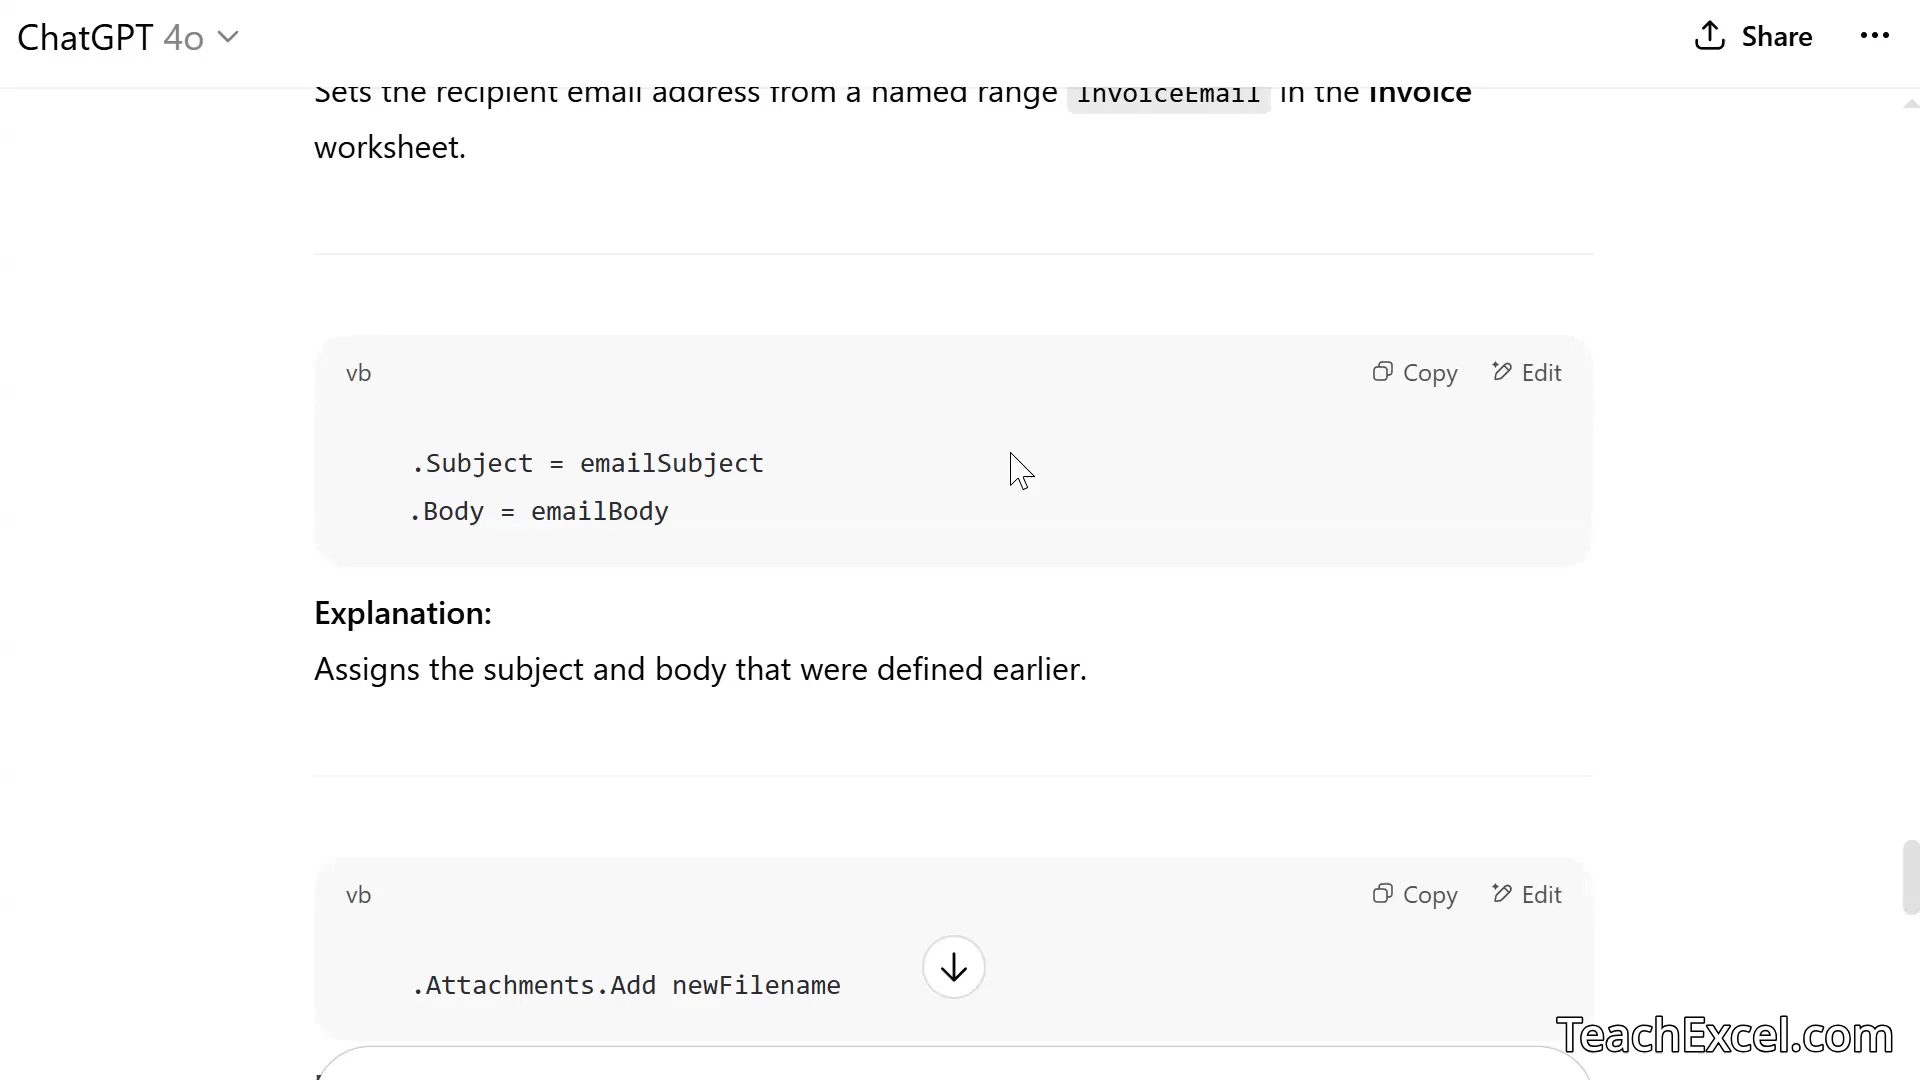 ChatGPT 4o
Share
Sets the recipient email address from a named range InvoiceEmail in the Invoice
worksheet.
vb
Copy
Edit
.Subject = emailSubject
.Body = emailBody
Explanation:
Assigns the subject and body that were defined earlier.
vb
Copy
Edit
.Attachments.Add newFilename
TeachExcel.com